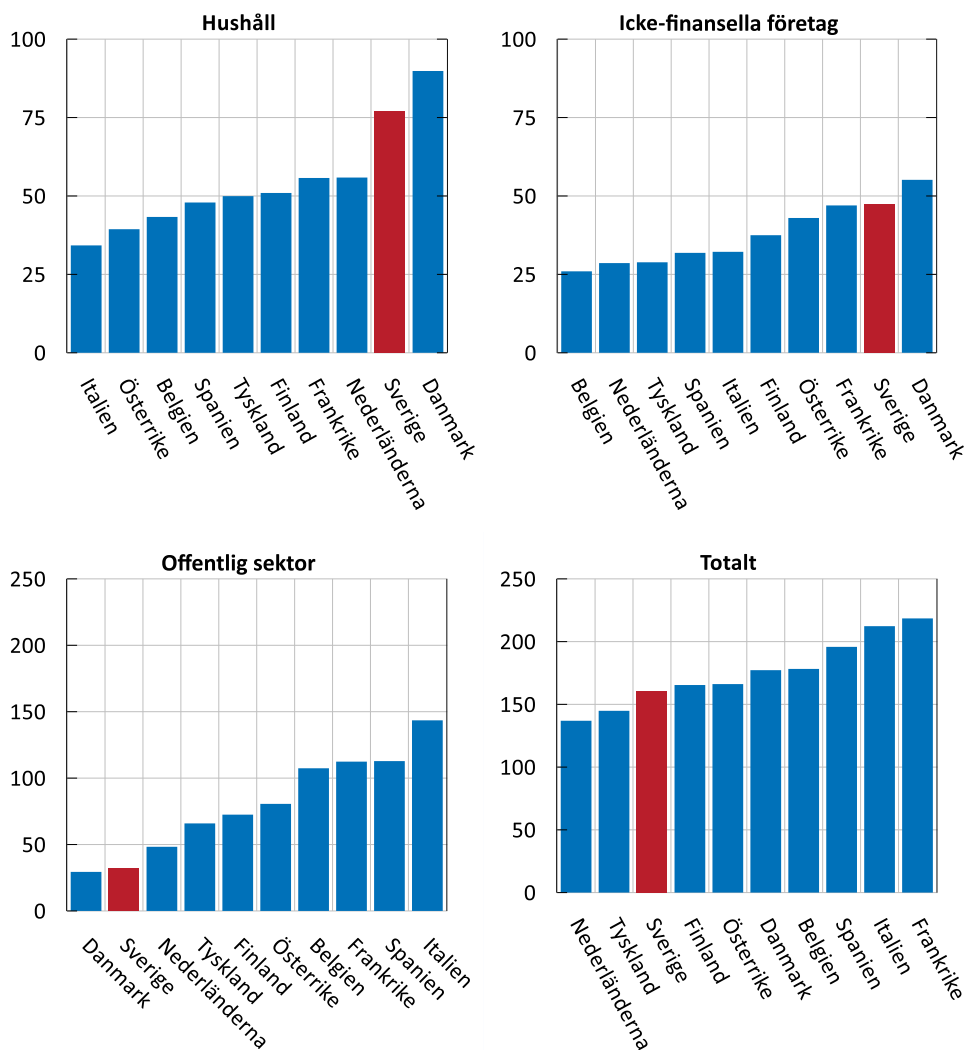 Hushåll
100
75
50
25
0
Italien
Österrike
Belgien
Spanien
Tyskland
Finland
Frankrike
Nederländerna
Sverige
Danmark
Icke-finansella företag
100
75
50
25
0
Belgien
Nederländerna
Tyskland
Spanien
Italien
Finland
Österrike
Frankrike
Sverige
Danmark
Offentlig sektor
250
200
150
100
50
0
Danmark
Sverige
Nederländerna
Tyskland
Finland
Österrike
Belgien
Frankrike
Spanien
Italien
Totalt
250
200
150
100
50
0
Nederländerna
Tyskland
Sverige
Finland
Österrike
Danmark
Belgien
Spanien
Italien
Frankrike